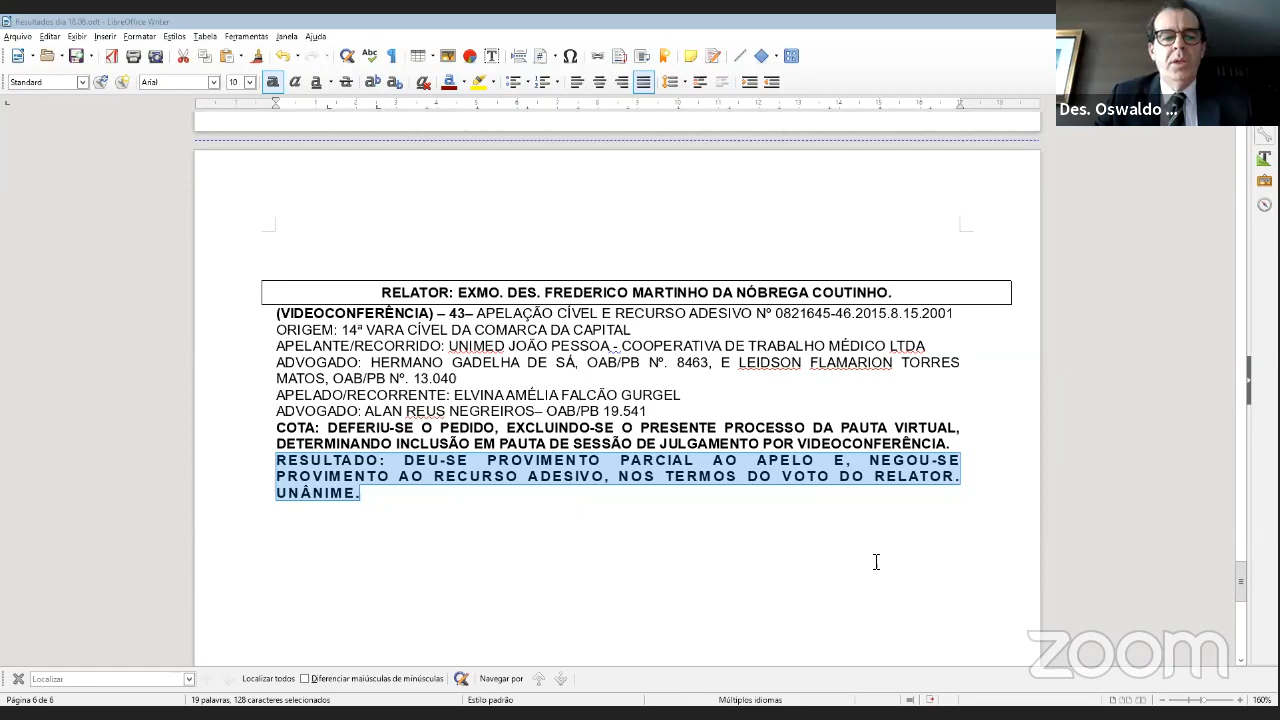 Resultados dia 18.08.odt - LibreOffice Writer
Arquivo Editar Exibir Inserir Formatar Estilos Tabela Ferramentas Janela Ajuda
Standard Arial 10
Des. Oswaldo ...
RELATOR: EXMO. DES. FREDERICO MARTINHO DA NÓBREGA COUTINHO.
(VIDEOCONFERÊNCIA) – 43– APELAÇÃO CÍVEL E RECURSO ADESIVO Nº 0821645-46.2015.8.15.2001
ORIGEM: 14ª VARA CÍVEL DA COMARCA DA CAPITAL
APELANTE/RECORRIDO: UNIMED JOÃO PESSOA - COOPERATIVA DE TRABALHO MÉDICO LTDA
ADVOGADO: HERMANO GADELHA DE SÁ, OAB/PB Nº. 8463, E LEIDSON FLAMARION TORRES
MATOS, OAB/PB Nº. 13.040
APELADO/RECORRENTE: ELVINA AMÉLIA FALCÃO GURGEL
ADVOGADO: ALAN REUS NEGREIROS– OAB/PB 19.541
COTA: DEFERIU-SE O PEDIDO, EXCLUINDO-SE O PRESENTE PROCESSO DA PAUTA VIRTUAL,
DETERMINANDO INCLUSÃO EM PAUTA DE SESSÃO DE JULGAMENTO POR VIDEOCONFERÊNCIA.
RESULTADO: DEU-SE PROVIMENTO PARCIAL AO APELO E, NEGOU-SE
PROVIMENTO AO RECURSO ADESIVO, NOS TERMOS DO VOTO DO RELATOR.
UNÂNIME.
zoom
Localizar Localizar todos Diferenciar maiúsculas de minúsculas Navegar por
Página 6 de 6 19 palavras, 128 caracteres selecionados Estilo padrão Múltiplos idiomas 160%